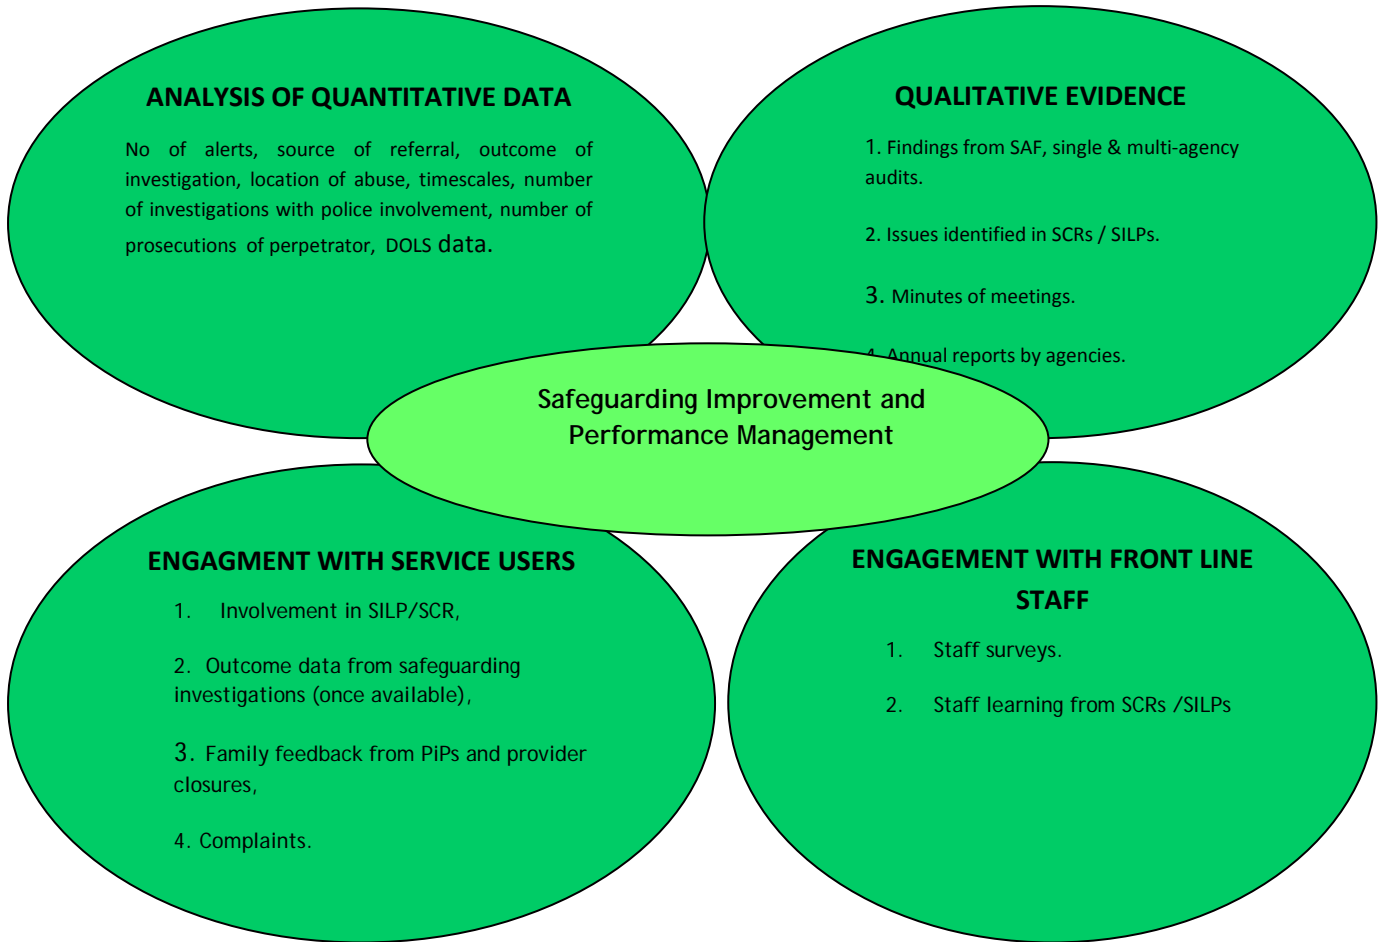 ANALYSIS OF QUANTITATIVE DATA
No of alerts, source of referral, outcome of
investigation, location of abuse, timescales, number
of investigations with police involvement, number of
prosecutions of perpetrator, DOLS data.
QUALITATIVE EVIDENCE
1. Findings from SAF, single & multi-agency
audits.
2. Issues identified in SCRs / SILPs.
3. Minutes of meetings.
4. Annual reports by agencies.
Safeguarding Improvement and
Performance Management
ENGAGMENT WITH SERVICE USERS
1. Involvement in SILP/SCR,
2. Outcome data from safeguarding
investigations (once available),
3. Family feedback from PiPs and provider
closures,
4. Complaints.
ENGAGEMENT WITH FRONT LINE
STAFF
1. Staff surveys.
2. Staff learning from SCRs /SILPs